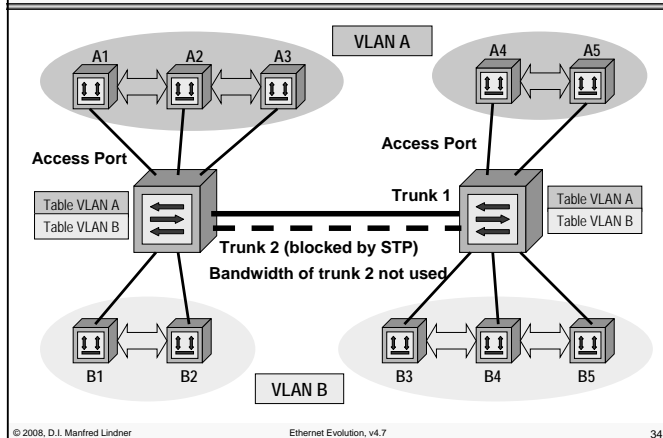 VLAN A
A1
A2
A3
A4
A5
Access Port
Access Port
Trunk 1
Table VLAN A
Table VLAN B
Table VLAN A
Table VLAN B
Trunk 2 (blocked by STP)
Bandwidth of trunk 2 not used
B1
B2
B3
B4
B5
VLAN B
© 2008, D.I. Manfred Lindner
Ethernet Evolution, v4.7
34